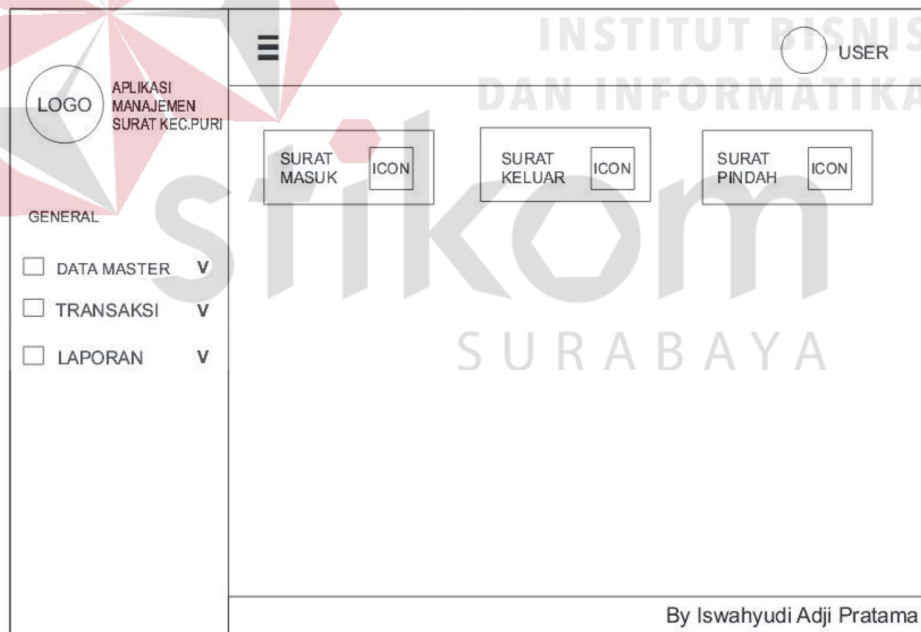 LOGO
APLIKASI
MANAJEMEN
SURAT KEC.PURI
GENERAL
DATA MASTER V
TRANSAKSI V
LAPORAN V
USER
SURAT
MASUK
ICON
SURAT
KELUAR
ICON
SURAT
PINDAH
ICON
By Iswahyudi Adji Pratama
INSTITUT BISNIS
DAN INFORMATIKA
stikom
SURABAYA